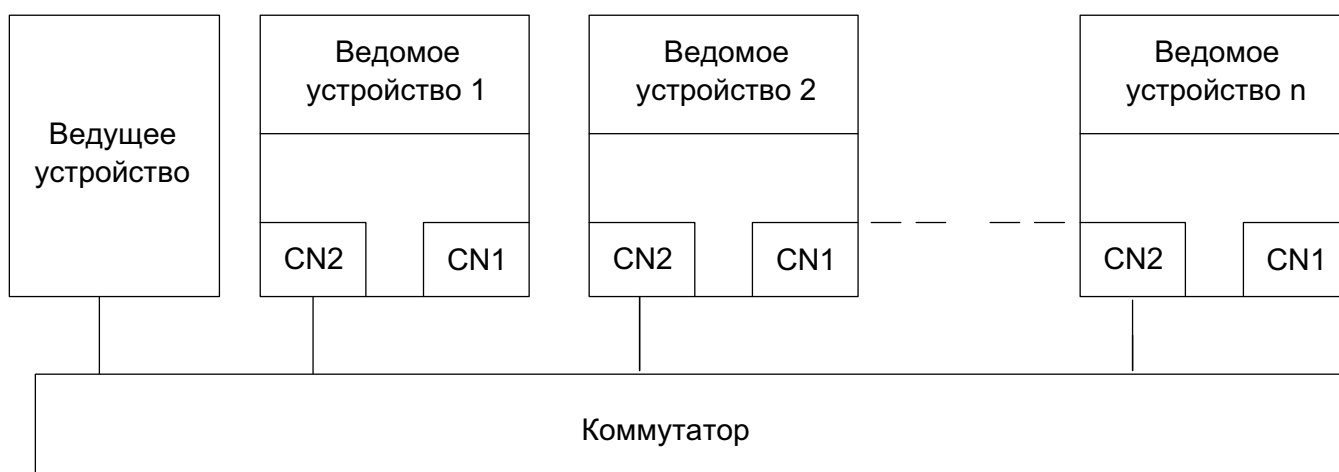 Ведущее
устройство
Ведомое
устройство 1
CN2
CN1
Ведомое
устройство 2
CN2
CN1
Ведомое
устройство n
CN2
CN1
Коммутатор